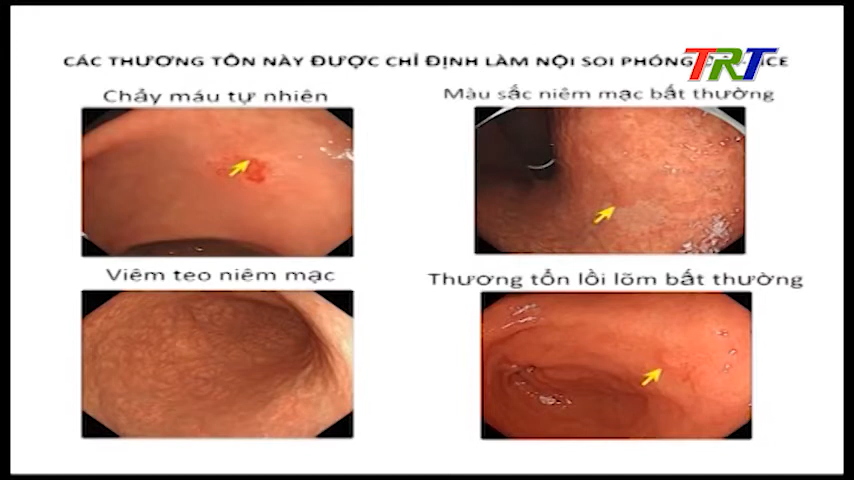 CÁC THƯƠNG TỔN NÀY ĐƯỢC CHỈ ĐỊNH LÀM NỘI SOI PHÓNG
TRT
Chảy máu tự nhiên
Màu sắc niêm mạc bất thường
Viêm teo niêm mạc
Thương tổn lồi lõm bất thường